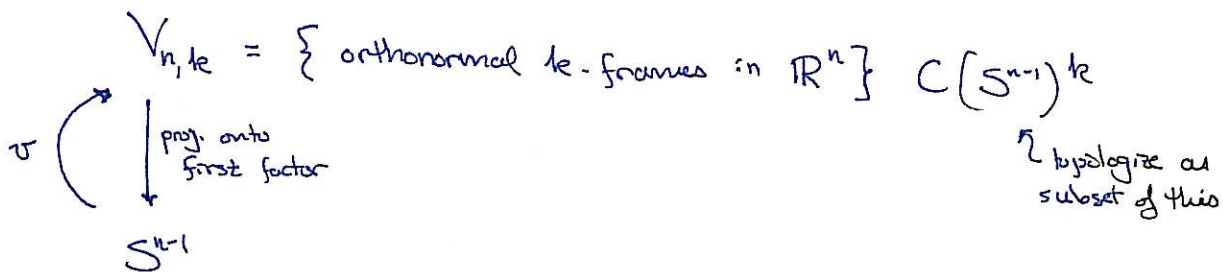 V_{n,k} = { orthonormal k-frames in ℝ^n } ⊂ (S^{n-1})^k
v
proj. onto
first factor
topologize as
subset of this
S^{n-1}